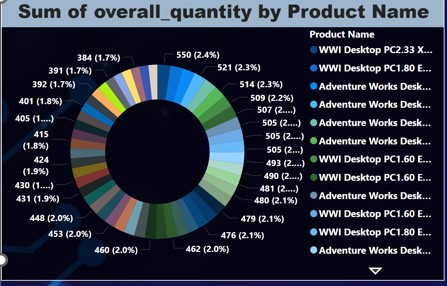 Sum of overall_quantity by Product Name
384 (1.7%)
391 (1.7%)
392 (1.7%)
401 (1.8%)
405 (1....)
415
(1.8%)
424
(1.9%)
430 (1....)
431 (1.9%)
448 (2.0%)
453 (2.0%)
460 (2.0%)
550 (2.4%)
521 (2.3%)
514 (2.3%)
509 (2.2%)
507 (2....)
505 (2....)
505 (2....)
505 (2...)
493 (2....)
490 (2....)
481 (2....)
480 (2.1%)
479 (2.1%)
476 (2.1%)
462 (2.0%)
Product Name
WWI Desktop PC2.33 X...
WWI Desktop PC1.80 E...
Adventure Works Desk...
Adventure Works Desk...
Adventure Works Desk...
Adventure Works Desk...
WWI Desktop PC1.60 E...
WWI Desktop PC1.60 E...
Adventure Works Desk...
WWI Desktop PC1.60 E...
WWI Desktop PC1.80 E...
Adventure Works Desk...